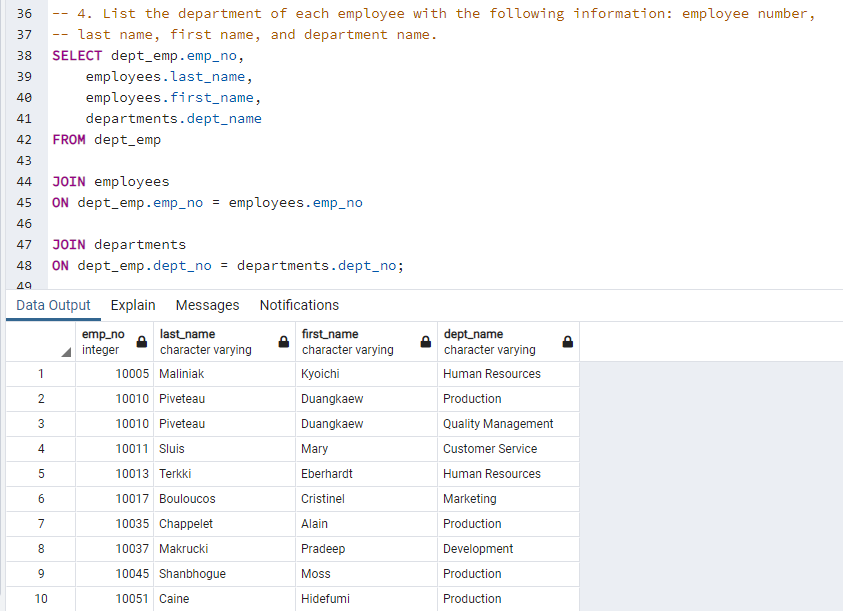 36 -- 4. List the department of each employee with the following information: employee number,
37 -- last name, first name, and department name.
38 SELECT dept_emp.emp_no,
39 employees.last_name,
40 employees.first_name,
41 departments.dept_name
42 FROM dept_emp
43
44 JOIN employees
45 ON dept_emp.emp_no = employees.emp_no
46
47 JOIN departments
48 ON dept_emp.dept_no = departments.dept_no;
49
Data Output Explain Messages Notifications
emp_no last_name first_name dept_name
integer character varying character varying character varying
1 10005 Maliniak Kyoichi Human Resources
2 10010 Piveteau Duangkaew Production
3 10010 Piveteau Duangkaew Quality Management
4 10011 Sluis Mary Customer Service
5 10013 Terkki Eberhardt Human Resources
6 10017 Bouloucos Cristinel Marketing
7 10035 Chappelet Alain Production
8 10037 Makrucki Pradeep Development
9 10045 Shanbhogue Moss Production
10 10051 Caine Hidefumi Production